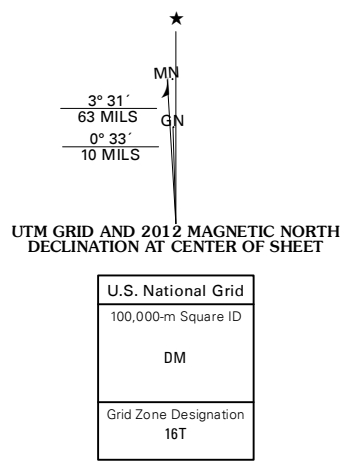 MN
3° 31´
63 MILS
GN
0° 33´
10 MILS
UTM GRID AND 2012 MAGNETIC NORTH
DECLINATION AT CENTER OF SHEET
U.S. National Grid
100,000-m Square ID
DM
Grid Zone Designation
16T